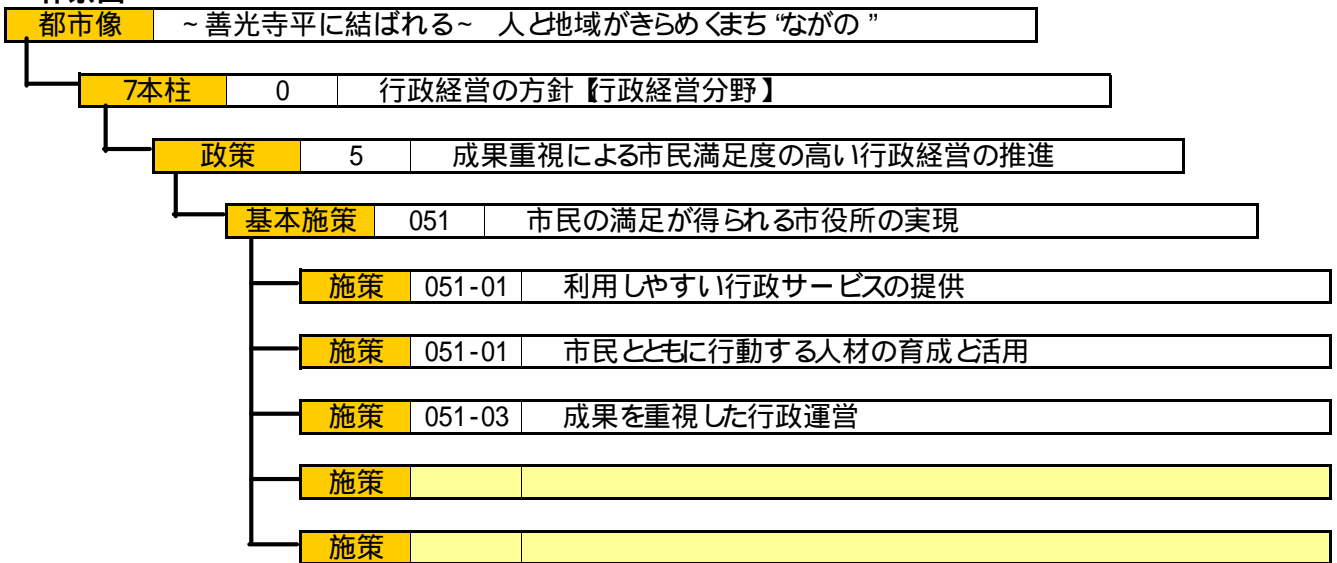 都市像 ~善光寺平に結ばれる~ 人と地域がきらめくまち “ながの”
7本柱 0 行政経営の方針【行政経営分野】
政策 5 成果重視による市民満足度の高い行政経営の推進
基本施策 051 市民の満足が得られる市役所の実現
施策 051-01 利用しやすい行政サービスの提供
施策 051-01 市民とともに行動する人材の育成と活用
施策 051-03 成果を重視した行政運営
施策
施策